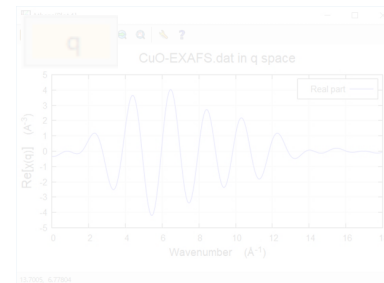 q
CuO-EXAFS.dat in q space
Real part
5
4
3
2
1
0
-1
-2
-3
-4
-5
Re[χ(q)] (Å⁻³)
0 2 4 6 8 10 12 14 16 18
Wavenumber (Å⁻¹)